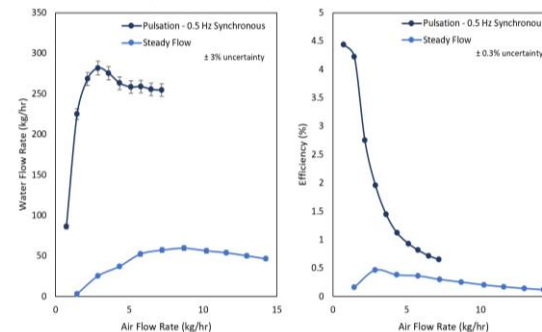 350
300
250
200
150
100
50
0
0
5
10
15
Water Flow Rate (kg/hr)
Air Flow Rate (kg/hr)
Pulsation - 0.5 Hz Synchronous
Steady Flow
± 3% uncertainty
5
4.5
4
3.5
3
2.5
2
1.5
1
0.5
0
0
5
10
Efficiency (%)
Air Flow Rate (kg/hr)
Pulsation - 0.5 Hz Synchronous
Steady Flow
± 0.3% uncertainty